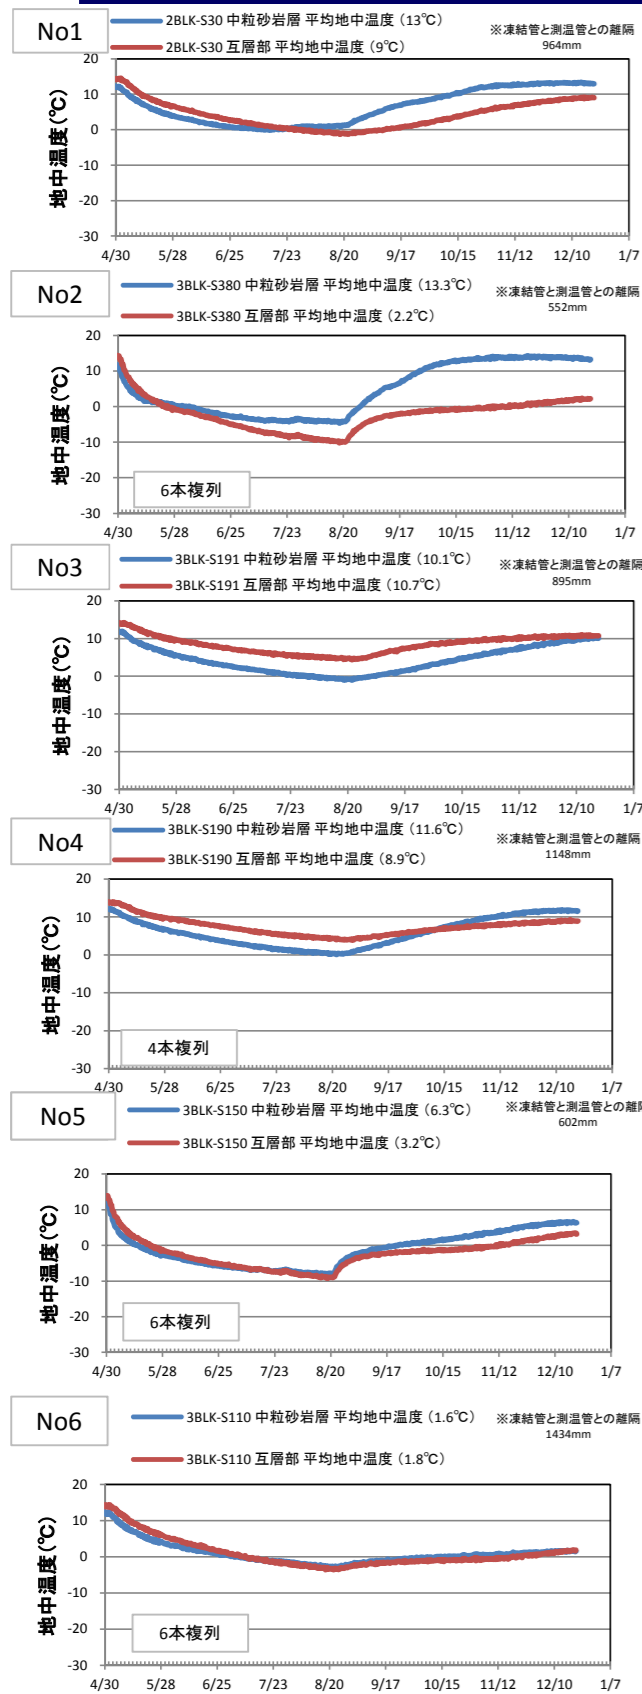 No1
2BLK-S30 中粒砂岩層 平均地中温度 (13℃)
2BLK-S30 互層部 平均地中温度 (9℃)
※凍結管と測温管との離隔
964mm
地中温度(℃)
20
10
0
-10
-20
-30
4/30 5/28 6/25 7/23 8/20 9/17 10/15 11/12 12/10 1/7
No2
3BLK-S380 中粒砂岩層 平均地中温度 (13.3℃)
3BLK-S380 互層部 平均地中温度 (2.2℃)
※凍結管と測温管との離隔
552mm
地中温度(℃)
20
10
0
-10
-20
-30
6本複列
4/30 5/28 6/25 7/23 8/20 9/17 10/15 11/12 12/10 1/7
No3
3BLK-S191 中粒砂岩層 平均地中温度 (10.1℃)
3BLK-S191 互層部 平均地中温度 (10.7℃)
※凍結管と測温管との離隔
895mm
地中温度(℃)
20
10
0
-10
-20
-30
4/30 5/28 6/25 7/23 8/20 9/17 10/15 11/12 12/10 1/7
No4
3BLK-S190 中粒砂岩層 平均地中温度 (11.6℃)
3BLK-S190 互層部 平均地中温度 (8.9℃)
※凍結管と測温管との離隔
1148mm
地中温度(℃)
20
10
0
-10
-20
-30
4本複列
4/30 5/28 6/25 7/23 8/20 9/17 10/15 11/12 12/10 1/7
No5
3BLK-S150 中粒砂岩層 平均地中温度 (6.3℃)
3BLK-S150 互層部 平均地中温度 (3.2℃)
※凍結管と測温管との離隔
602mm
地中温度(℃)
20
10
0
-10
-20
-30
6本複列
4/30 5/28 6/25 7/23 8/20 9/17 10/15 11/12 12/10 1/7
No6
3BLK-S110 中粒砂岩層 平均地中温度 (1.6℃)
3BLK-S110 互層部 平均地中温度 (1.8℃)
※凍結管と測温管との離隔
1434mm
地中温度(℃)
20
10
0
-10
-20
-30
6本複列
4/30 5/28 6/25 7/23 8/20 9/17 10/15 11/12 12/10 1/7